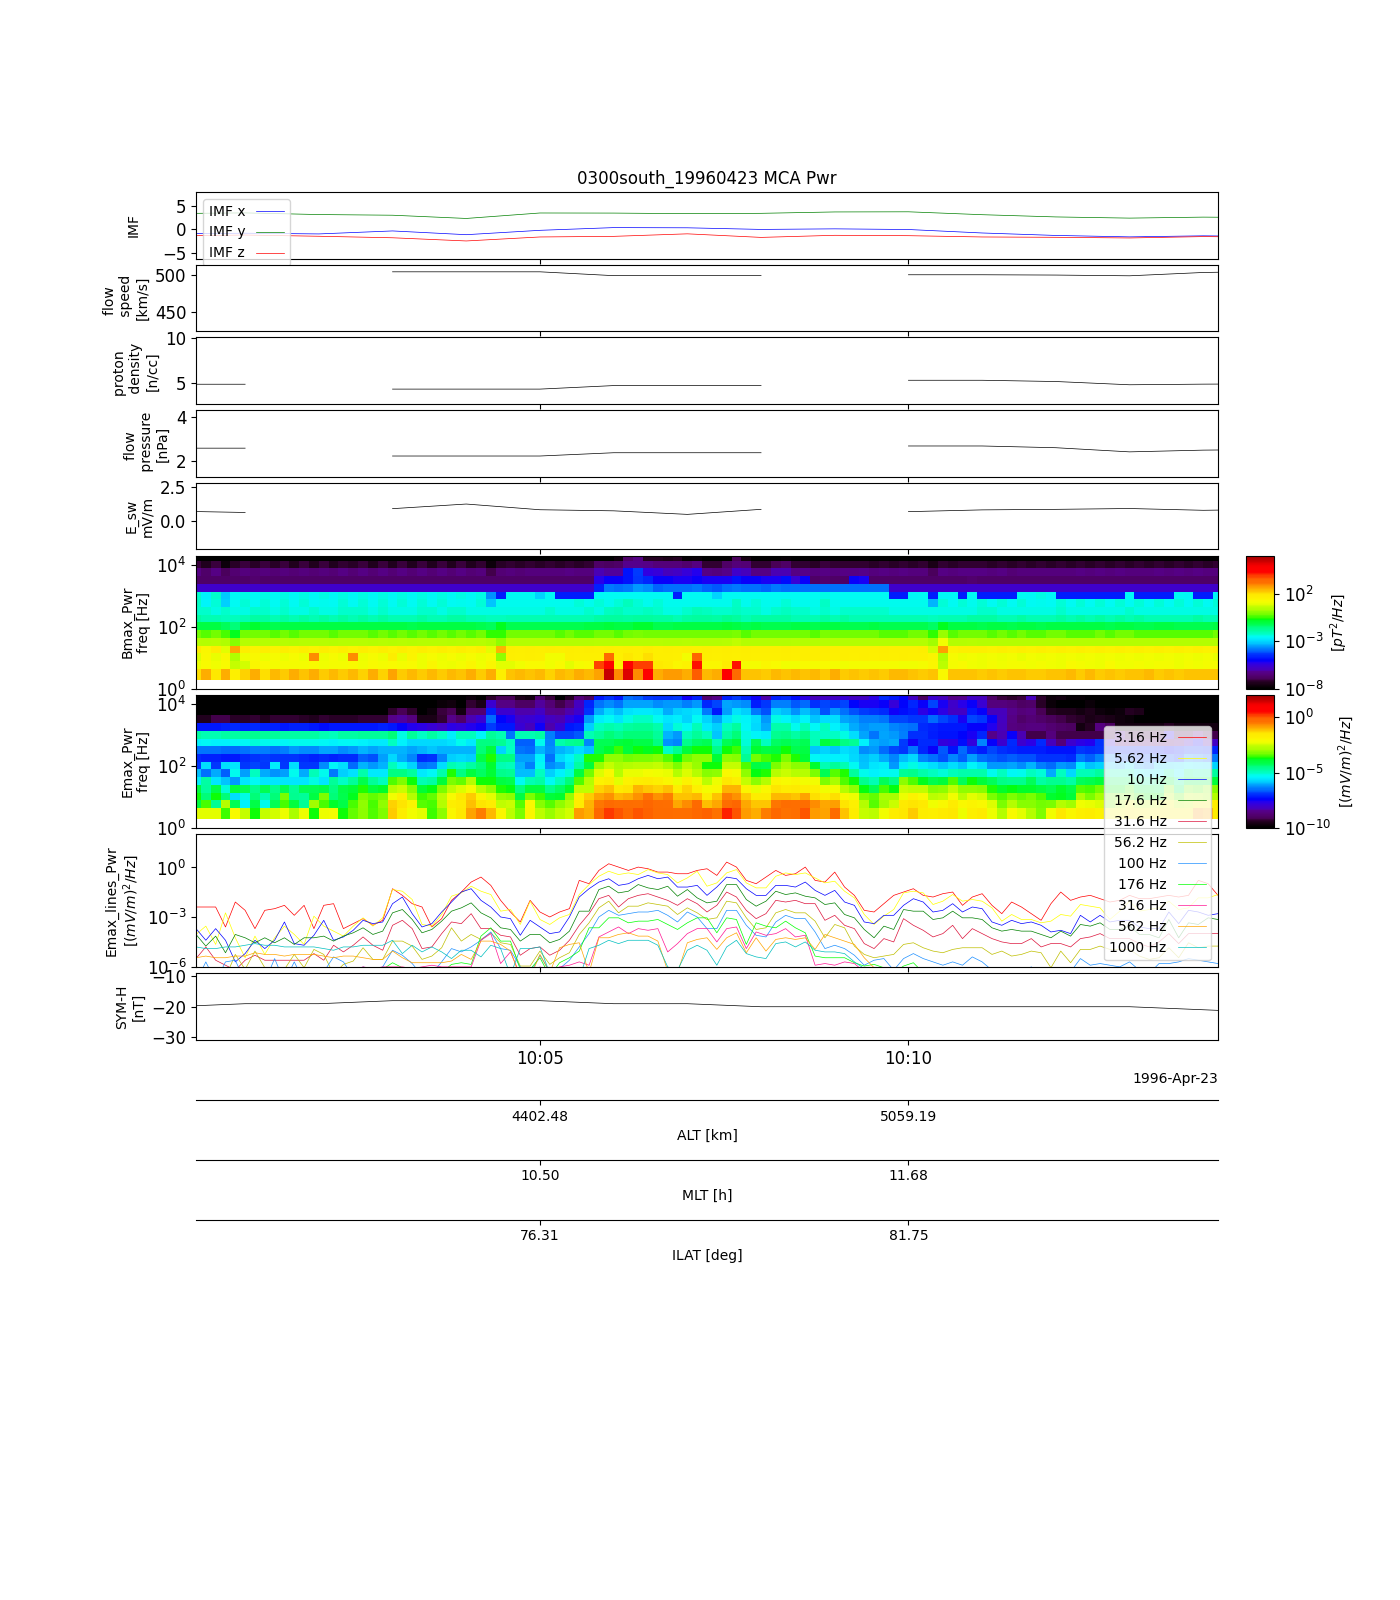 0300south_19960423 MCA Pwr
IMF
5
0
−5
IMF x
IMF y
IMF z
flow
speed
[km/s]
500
450
proton
density
[n/cc]
10
5
flow
pressure
[nPa]
4
2
E_sw
mV/m
2.5
0.0
Bmax_Pwr
freq [Hz]
10^4
10^2
10^0
10^2
10^−3
10^−8
[pT^2/Hz]
Emax_Pwr
freq [Hz]
10^4
10^2
10^0
10^0
10^−5
10^−10
[(mV/m)^2/Hz]
3.16 Hz
5.62 Hz
10 Hz
17.6 Hz
31.6 Hz
56.2 Hz
100 Hz
176 Hz
316 Hz
562 Hz
1000 Hz
Emax_lines_Pwr
[(mV/m)^2/Hz]
10^0
10^−3
10^−6
SYM-H
[nT]
−10
−20
−30
10:05
10:10
1996-Apr-23
4402.48
5059.19
ALT [km]
10.50
11.68
MLT [h]
76.31
81.75
ILAT [deg]